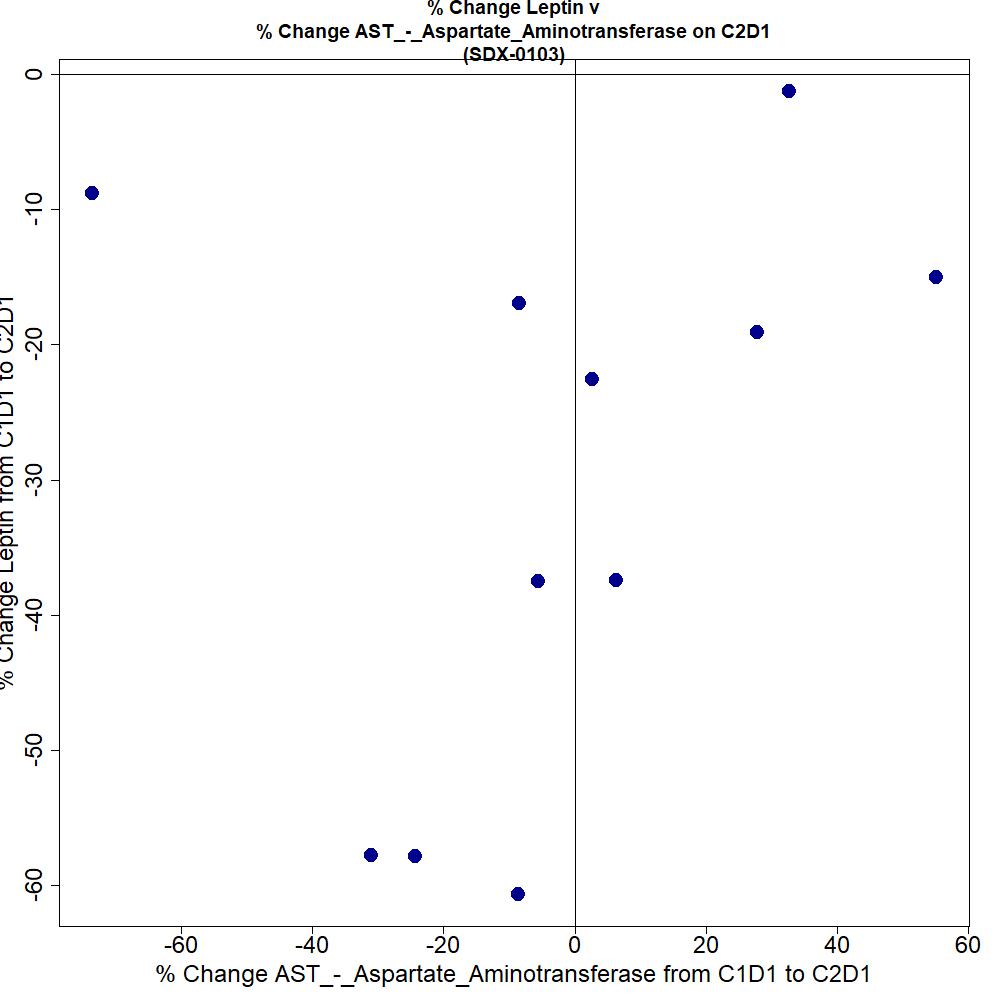 % Change Leptin v
% Change AST_-_Aspartate_Aminotransferase on C2D1
(SDX-0103)
0
-10
-20
-30
-40
-50
-60
% Change Leptin from C1D1 to C2D1
-60 -40 -20 0 20 40 60
% Change AST_-_Aspartate_Aminotransferase from C1D1 to C2D1